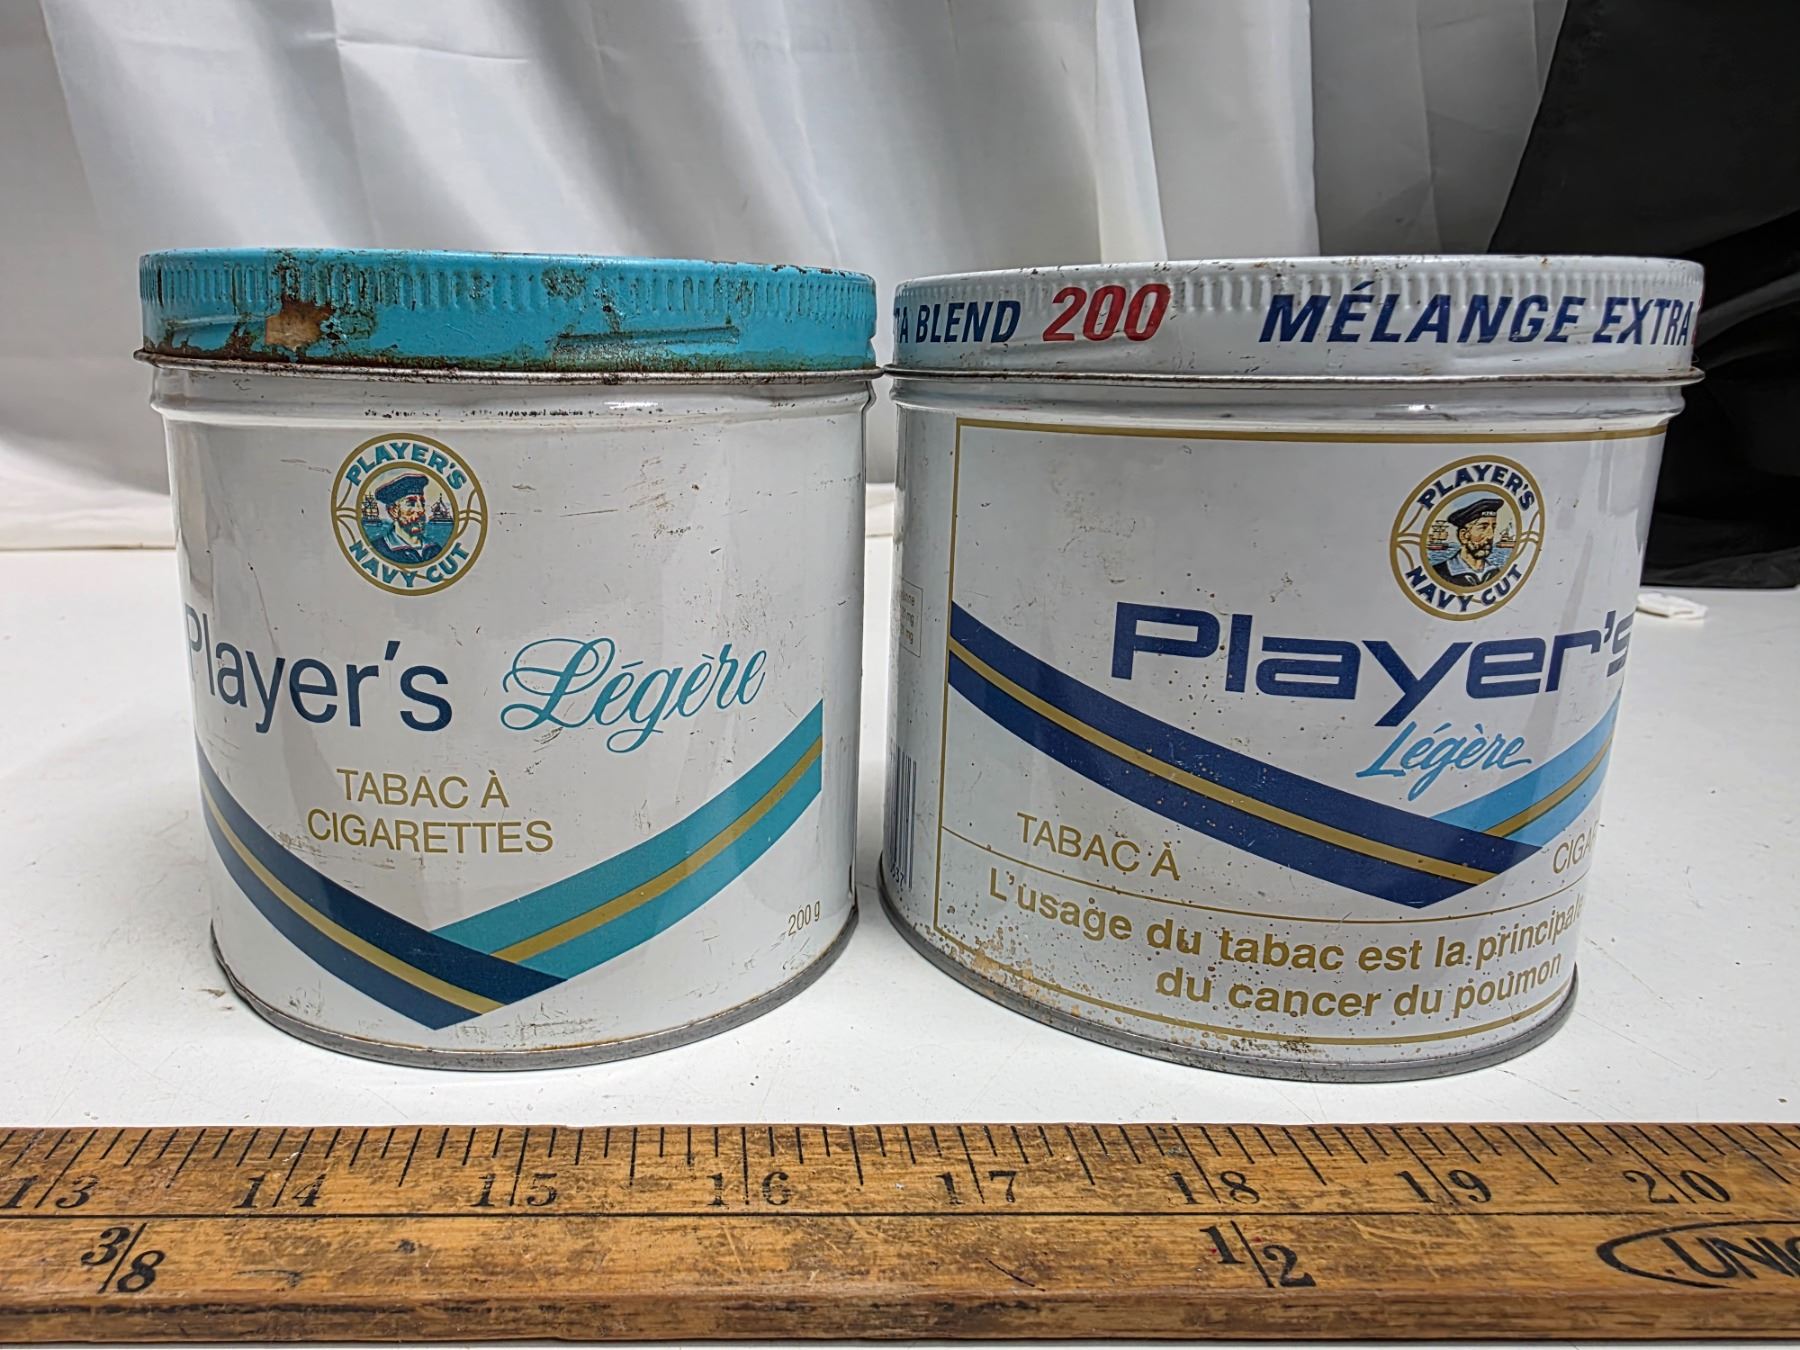 PLAYER'S
NAVY CUT
Player's Légère
TABAC À
CIGARETTES
200 g
BLEND 200 MÉLANGE EXTRA
PLAYER'S
NAVY CUT
Player's
Légère
TABAC À
L'usage du tabac est la principale
du cancer du poumon
13 14 15 16 17 18 19 20
3/8 1/2